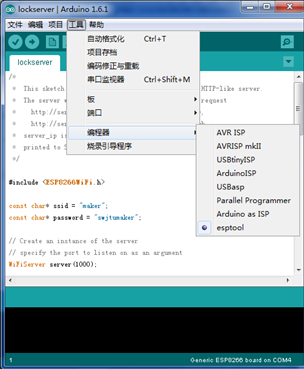 lockserver | Arduino 1.6.1
文件 编辑 项目 工具 帮助
自动格式化 Ctrl+T
项目存档
编码修正与重载
串口监视器 Ctrl+Shift+M
板
端口
编程器
烧录引导程序
AVR ISP
AVRISP mkII
USBtinyISP
ArduinoISP
USBasp
Parallel Programmer
Arduino as ISP
esptool
lockserver
/*
* This sketch HTTP-like server.
* The server request
* http://ser
* http://ser
* server_ip is
* printed to S
*/
#include <ESP8266WiFi.h>
const char* ssid = "maker";
const char* password = "swjtumaker";
// Create an instance of the server
// specify the port to listen on as an argument
WiFiServer server(1000);
1 Generic ESP8266 board on COM4